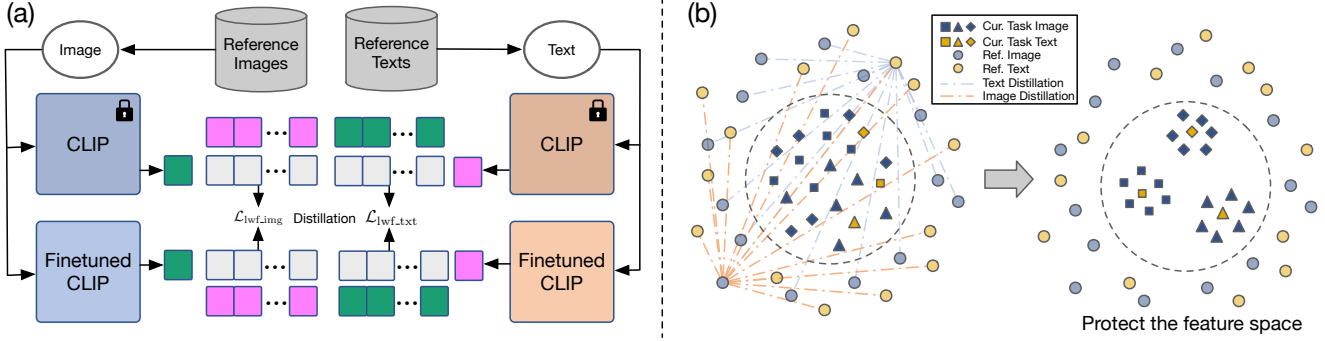 (a)
Image
Reference
Images
Reference
Texts
Text
CLIP
CLIP
𝓛lwf_img Distillation 𝓛lwf_txt
Finetuned
CLIP
Finetuned
CLIP
(b)
Cur. Task Image
Cur. Task Text
Ref. Image
Ref. Text
Text Distillation
Image Distillation
Protect the feature space